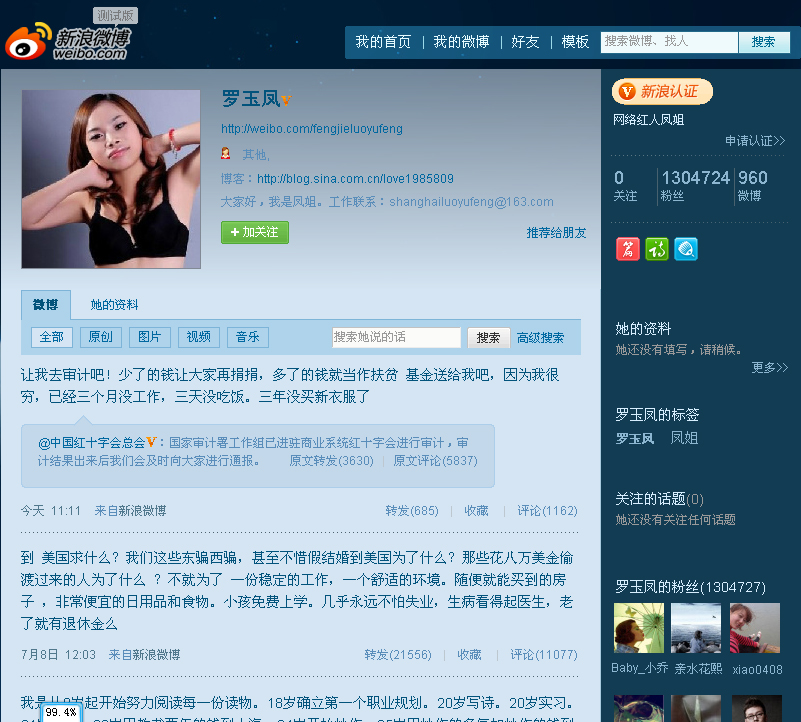 测试版
新浪微博
weibo.com
我的首页 | 我的微博 | 好友 | 模板 搜索微博、找人 搜索
罗玉凤V
http://weibo.com/fengjieluoyufeng
其他,
博客：http://blog.sina.com.cn/love1985809
大家好，我是凤姐。工作联系：shanghailuoyufeng@163.com
+ 加关注
推荐给朋友
微博 她的资料
全部 原创 图片 视频 音乐 搜索她说的话 搜索 高级搜索
让我去审计吧！少了的钱让大家再捐捐，多了的钱就当作扶贫 基金送给我吧，因为我很
穷，已经三个月没工作，三天没吃饭。三年没买新衣服了
@中国红十字会总会V：国家审计署工作组已进驻商业系统红十字会进行审计，审
计结果出来后我们会及时向大家进行通报。 原文转发(3630) | 原文评论(5837)
今天 11:11 来自新浪微博 转发(685) | 收藏 | 评论(1162)
到 美国求什么？我们这些东骗西骗，甚至不惜假结婚到美国为了什么？那些花八万美金偷
渡过来的人为了什么 ？不就为了 一份稳定的工作，一个舒适的环境。随便就能买到的房
子 ，非常便宜的日用品和食物。小孩免费上学。几乎永远不怕失业，生病看得起医生，老
了就有退休金么
7月8日 12:03 来自新浪微博 转发(21556) | 收藏 | 评论(11077)
我是从9岁起开始努力阅读每一份读物。18岁确立第一个职业规划。20岁写诗。20岁实习。
99.4%
V 新浪认证
网络红人凤姐
申请认证>>
0 1304724 960
关注 粉丝 微博
她的资料
她还没有填写，请稍候。
更多>>
罗玉凤的标签
罗玉凤 凤姐
关注的话题(0)
她还没有关注任何话题
罗玉凤的粉丝(1304727)
Baby_小乔 亲水花熙 xiao0408